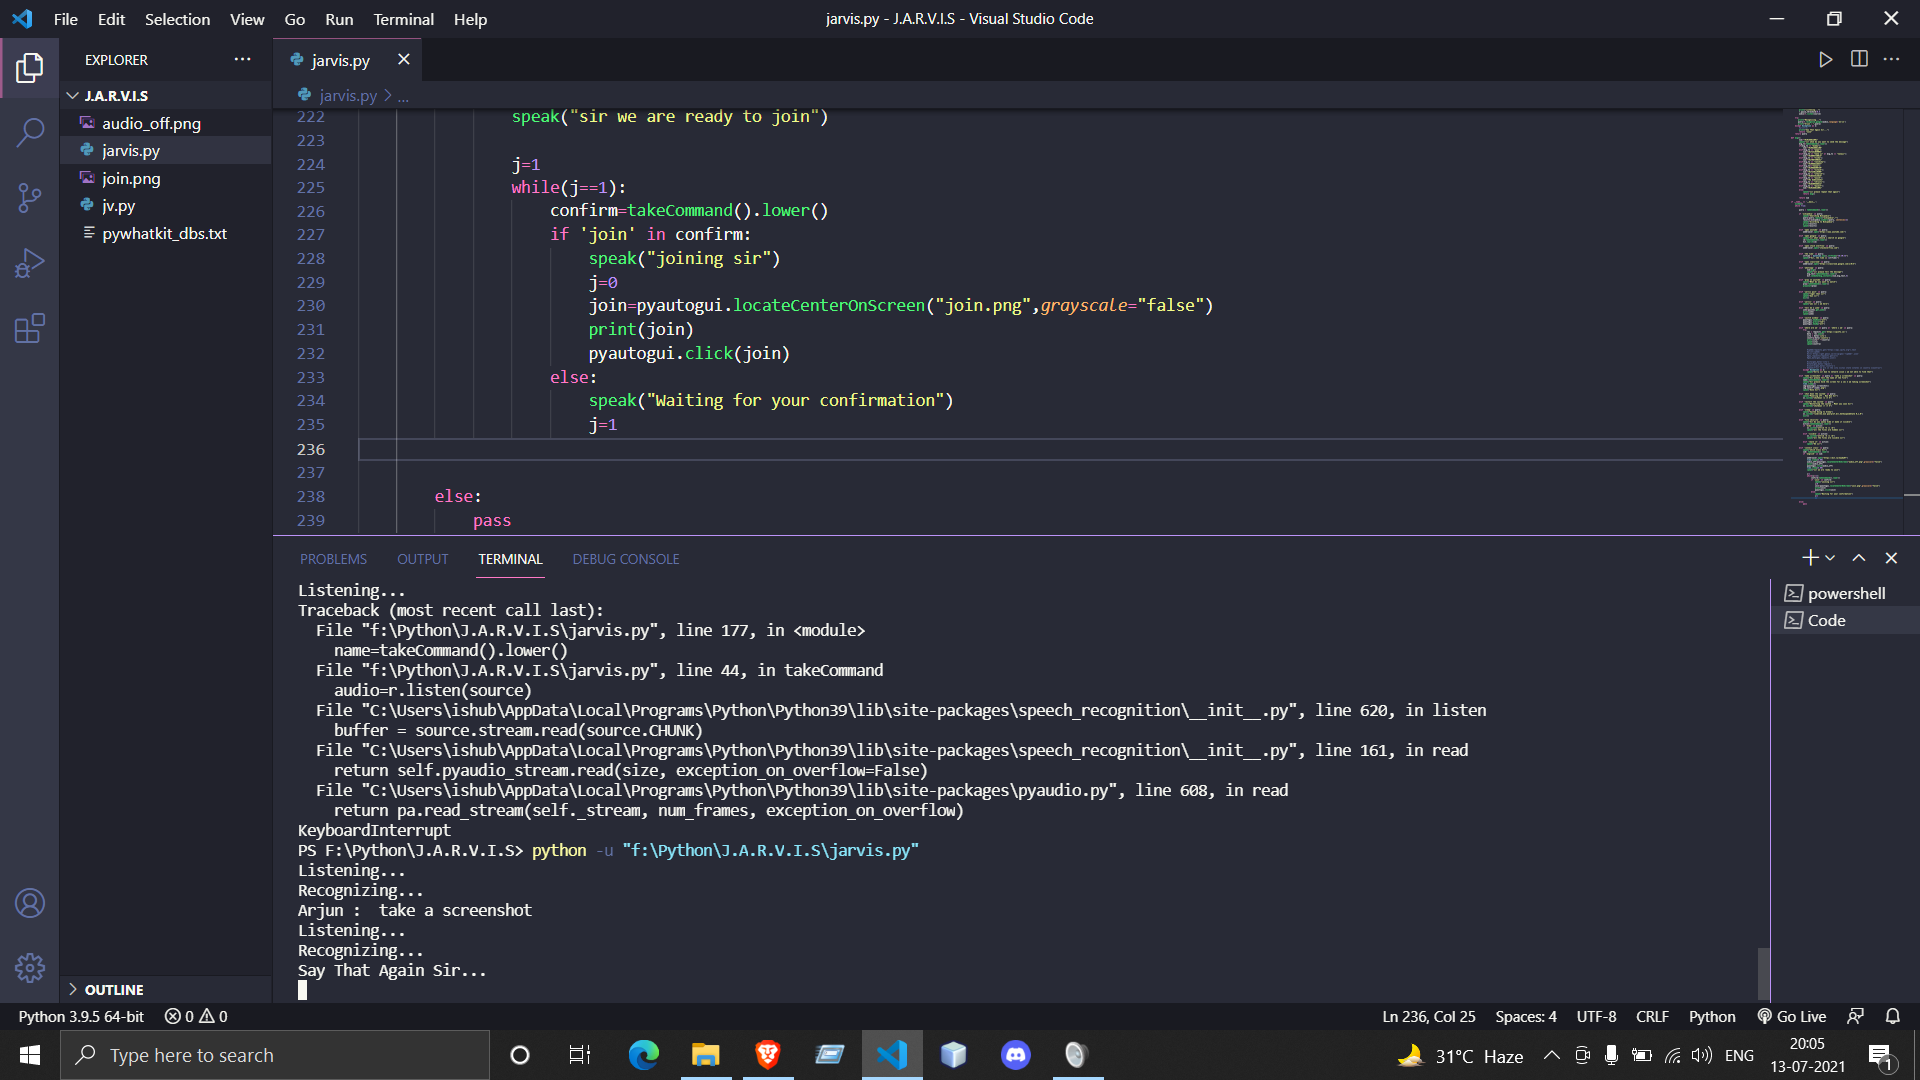 File Edit Selection View Go Run Terminal Help
jarvis.py - J.A.R.V.I.S - Visual Studio Code
EXPLORER
J.A.R.V.I.S
audio_off.png
jarvis.py
join.png
jv.py
pywhatkit_dbs.txt
OUTLINE
jarvis.py
jarvis.py > ...
222 speak("sir we are ready to join")
223
224 j=1
225 while(j==1):
226 confirm=takeCommand().lower()
227 if 'join' in confirm:
228 speak("joining sir")
229 j=0
230 join=pyautogui.locateCenterOnScreen("join.png",grayscale="false")
231 print(join)
232 pyautogui.click(join)
233 else:
234 speak("Waiting for your confirmation")
235 j=1
236
237
238 else:
239 pass
PROBLEMS OUTPUT TERMINAL DEBUG CONSOLE
Listening...
Traceback (most recent call last):
File "f:\Python\J.A.R.V.I.S\jarvis.py", line 177, in <module>
name=takeCommand().lower()
File "f:\Python\J.A.R.V.I.S\jarvis.py", line 44, in takeCommand
audio=r.listen(source)
File "C:\Users\ishub\AppData\Local\Programs\Python\Python39\lib\site-packages\speech_recognition\__init__.py", line 620, in listen
buffer = source.stream.read(source.CHUNK)
File "C:\Users\ishub\AppData\Local\Programs\Python\Python39\lib\site-packages\speech_recognition\__init__.py", line 161, in read
return self.pyaudio_stream.read(size, exception_on_overflow=False)
File "C:\Users\ishub\AppData\Local\Programs\Python\Python39\lib\site-packages\pyaudio.py", line 608, in read
return pa.read_stream(self._stream, num_frames, exception_on_overflow)
KeyboardInterrupt
PS F:\Python\J.A.R.V.I.S> python -u "f:\Python\J.A.R.V.I.S\jarvis.py"
Listening...
Recognizing...
Arjun :  take a screenshot
Listening...
Recognizing...
Say That Again Sir...
powershell
Code
Python 3.9.5 64-bit 0 0
Ln 236, Col 25 Spaces: 4 UTF-8 CRLF Python Go Live
Type here to search
31°C Haze
ENG
20:05
13-07-2021
1